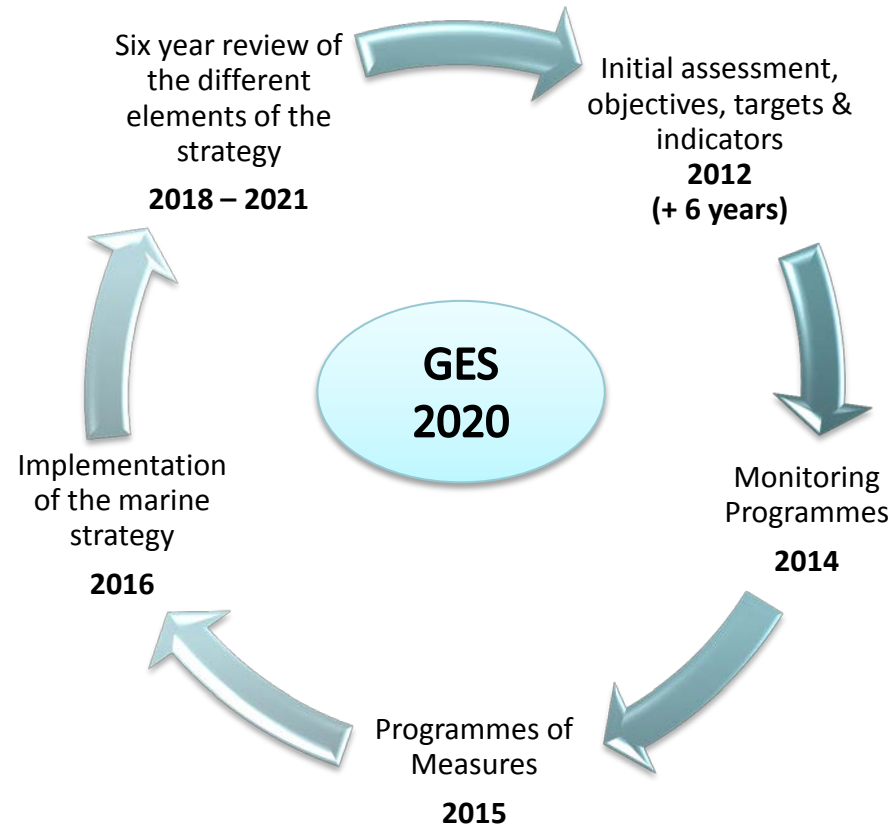 Six year review of
the different
elements of the
strategy
2018 – 2021
Initial assessment,
objectives, targets &
indicators
2012
(+ 6 years)
GES
2020
Monitoring
Programmes
2014
Programmes of
Measures
2015
Implementation
of the marine
strategy
2016